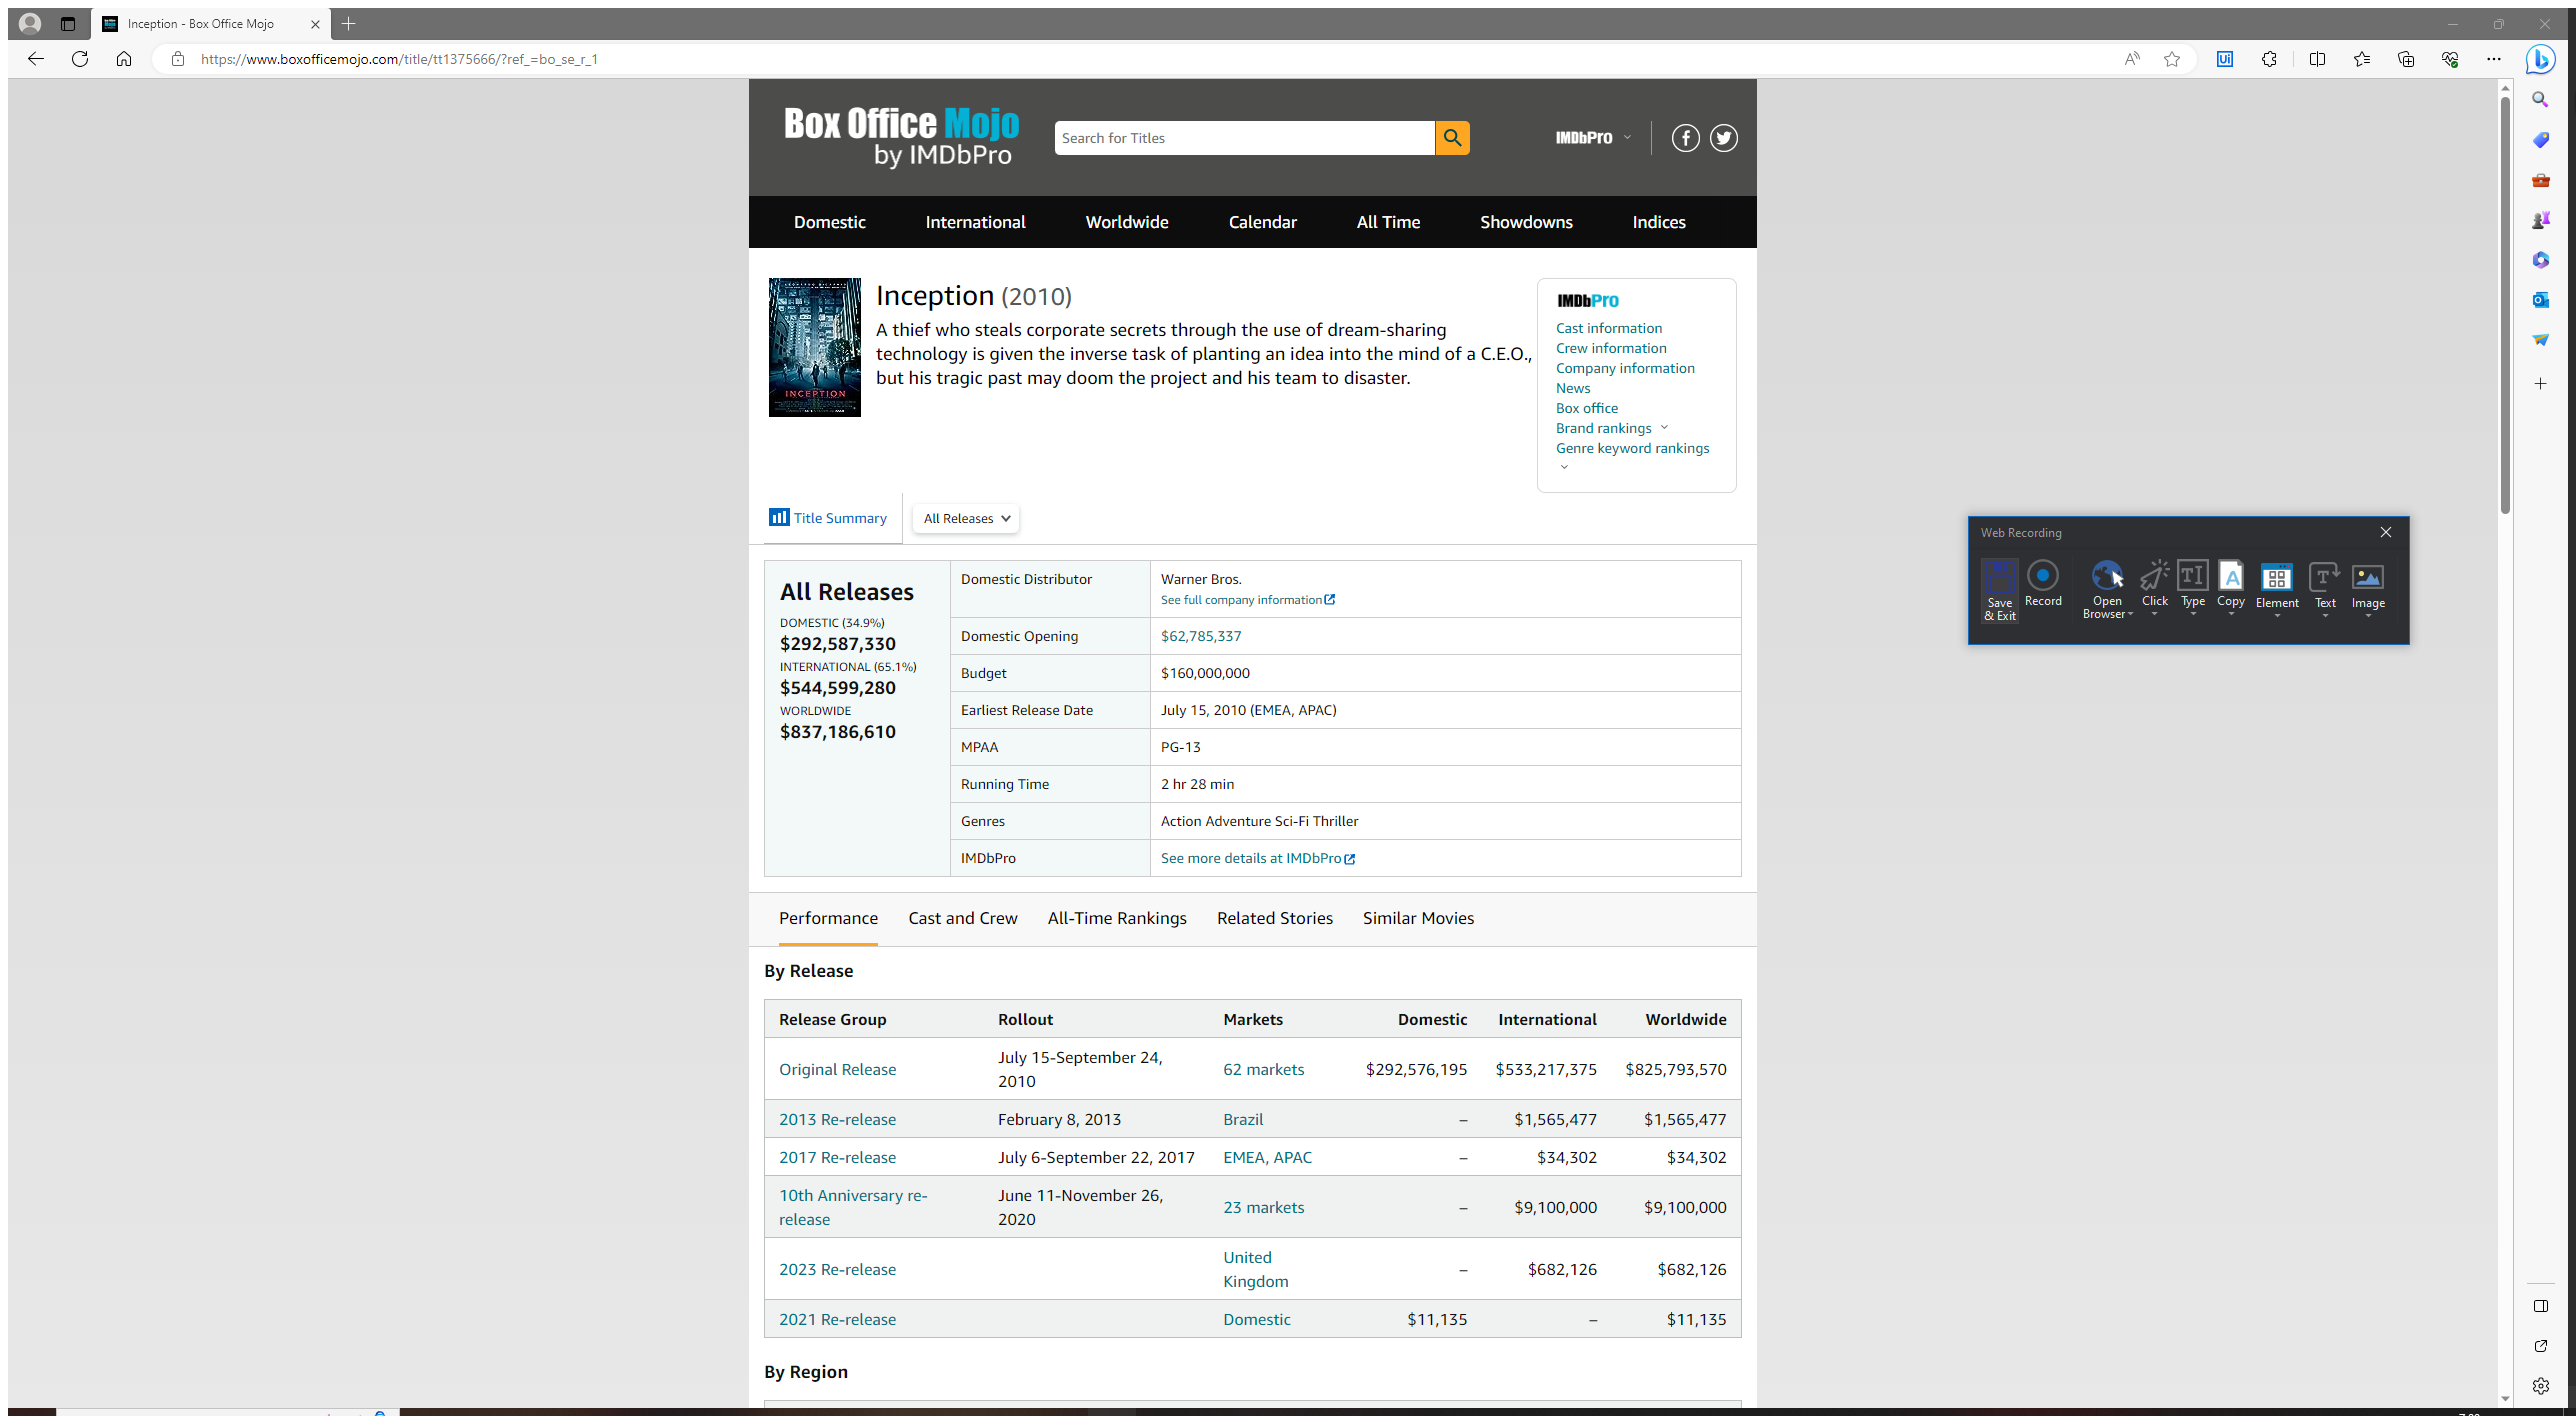 Inception - Box Office Mojo
https://www.boxofficemojo.com/title/tt1375666/?ref_=bo_se_r_1
Box Office Mojo
by IMDbPro
Search for Titles
IMDbPro
Domestic International Worldwide Calendar All Time Showdowns Indices
INCEPTION
Inception (2010)
A thief who steals corporate secrets through the use of dream-sharing
technology is given the inverse task of planting an idea into the mind of a C.E.O.,
but his tragic past may doom the project and his team to disaster.
IMDbPro
Cast information
Crew information
Company information
News
Box office
Brand rankings
Genre keyword rankings
Title Summary
All Releases
All Releases
DOMESTIC (34.9%)
$292,587,330
INTERNATIONAL (65.1%)
$544,599,280
WORLDWIDE
$837,186,610
Domestic Distributor Warner Bros.
See full company information
Domestic Opening $62,785,337
Budget $160,000,000
Earliest Release Date July 15, 2010 (EMEA, APAC)
MPAA PG-13
Running Time 2 hr 28 min
Genres Action Adventure Sci-Fi Thriller
IMDbPro See more details at IMDbPro
Performance Cast and Crew All-Time Rankings Related Stories Similar Movies
By Release
Release Group Rollout Markets Domestic International Worldwide
Original Release July 15-September 24,
2010 62 markets $292,576,195 $533,217,375 $825,793,570
2013 Re-release February 8, 2013 Brazil – $1,565,477 $1,565,477
2017 Re-release July 6-September 22, 2017 EMEA, APAC – $34,302 $34,302
10th Anniversary re-
release June 11-November 26,
2020 23 markets – $9,100,000 $9,100,000
2023 Re-release United
Kingdom – $682,126 $682,126
2021 Re-release Domestic $11,135 – $11,135
By Region
Web Recording
Save
& Exit
Record
Open
Browser
Click
Type
Copy
Element
Text
Image